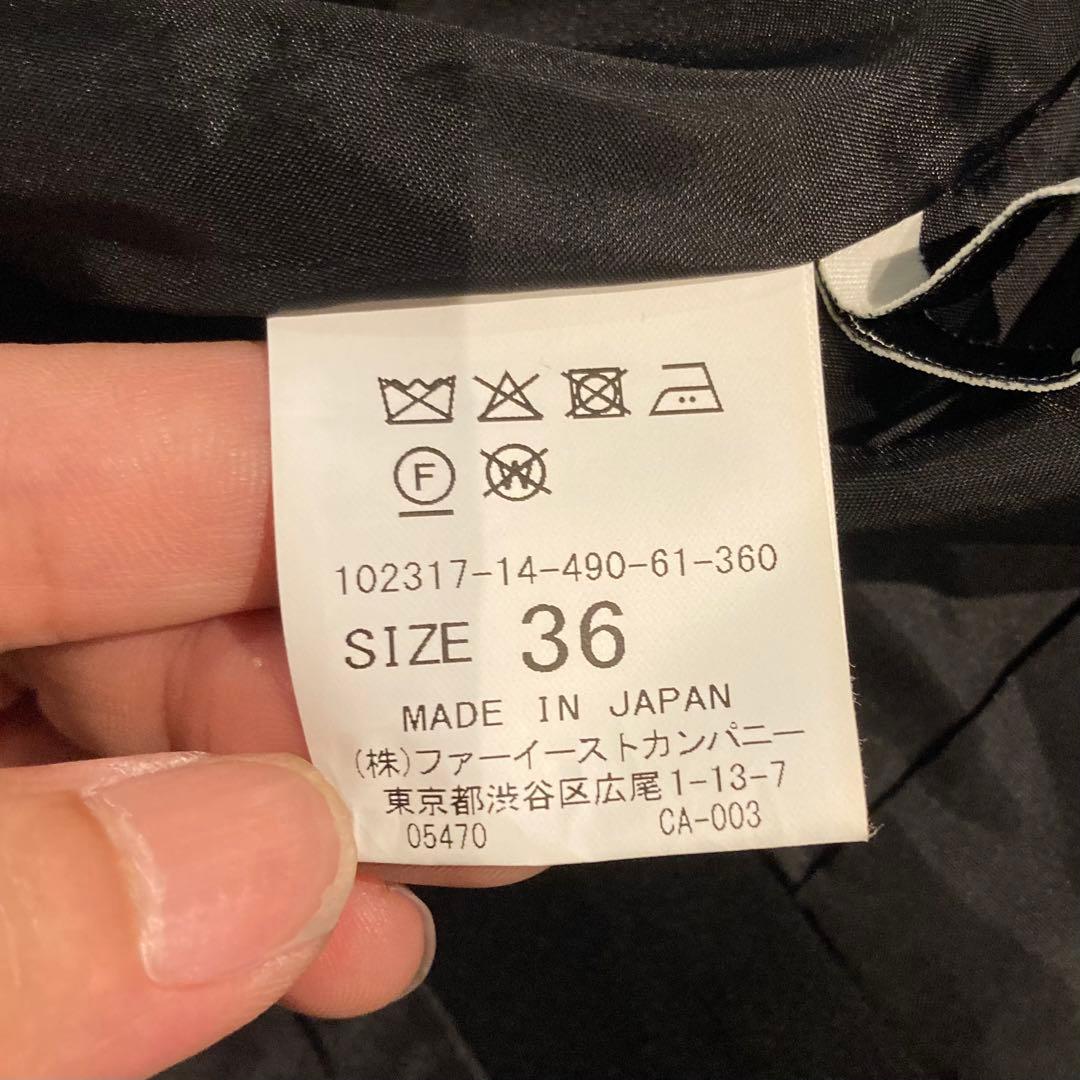 F W
102317-14-490-61-360
SIZE 36
MADE IN JAPAN
(株)ファーイーストカンパニー
東京都渋谷区広尾1-13-7
05470 CA-003